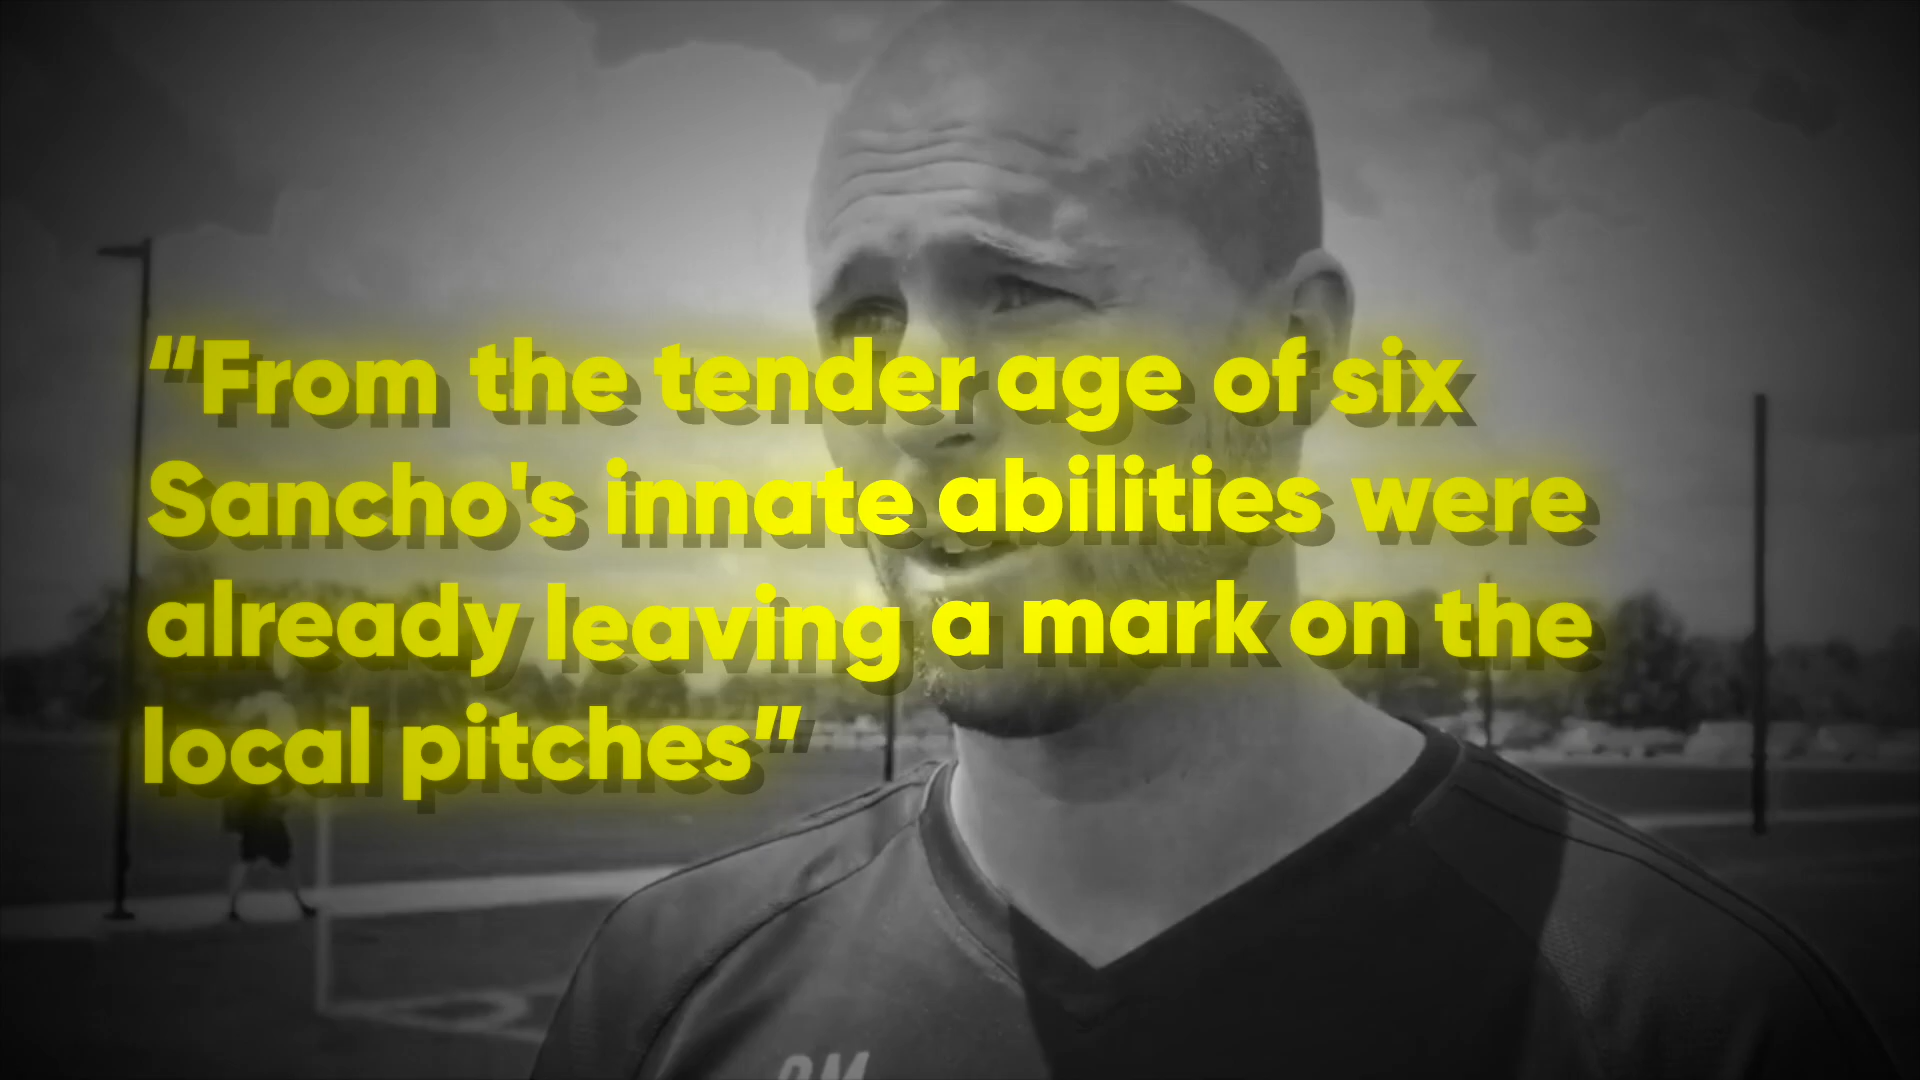 “From the tender age of six
Sancho's innate abilities were
already leaving a mark on the
local pitches”